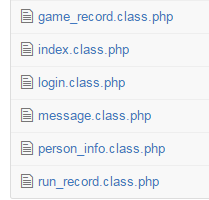 game_record.class.php
index.class.php
login.class.php
message.class.php
person_info.class.php
run_record.class.php